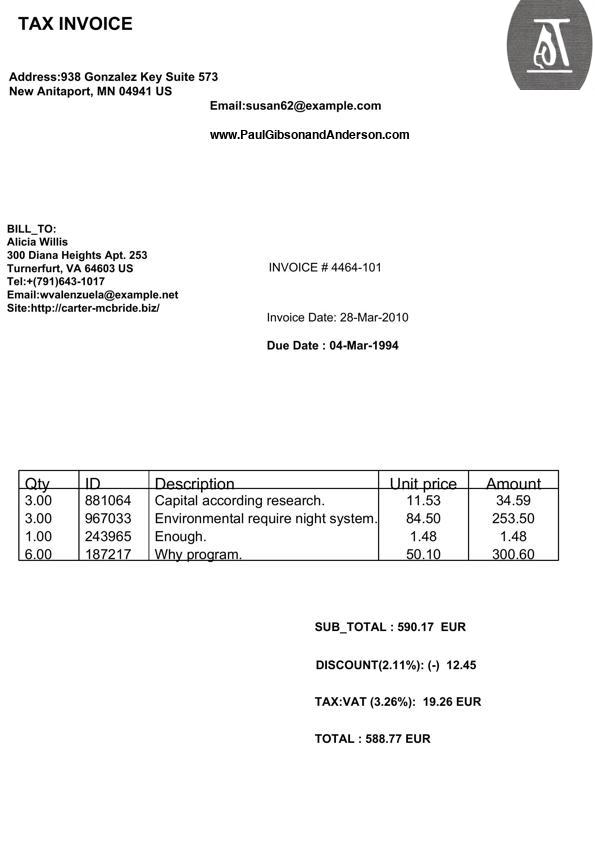 TAX INVOICE
Address:938 Gonzalez Key Suite 573
New Anitaport, MN 04941 US
Email:susan62@example.com
www.PaulGibsonandAnderson.com
BILL_TO:
Alicia Willis
300 Diana Heights Apt. 253
Turnerfurt, VA 64603 US
Tel:+(791)643-1017
Email:wvalenzuela@example.net
Site:http://carter-mcbride.biz/
INVOICE # 4464-101
Invoice Date: 28-Mar-2010
Due Date : 04-Mar-1994
Qty ID Description Unit price Amount
3.00 881064 Capital according research. 11.53 34.59
3.00 967033 Environmental require night system. 84.50 253.50
1.00 243965 Enough. 1.48 1.48
6.00 187217 Why program. 50.10 300.60
SUB_TOTAL : 590.17 EUR
DISCOUNT(2.11%): (-) 12.45
TAX:VAT (3.26%): 19.26 EUR
TOTAL : 588.77 EUR